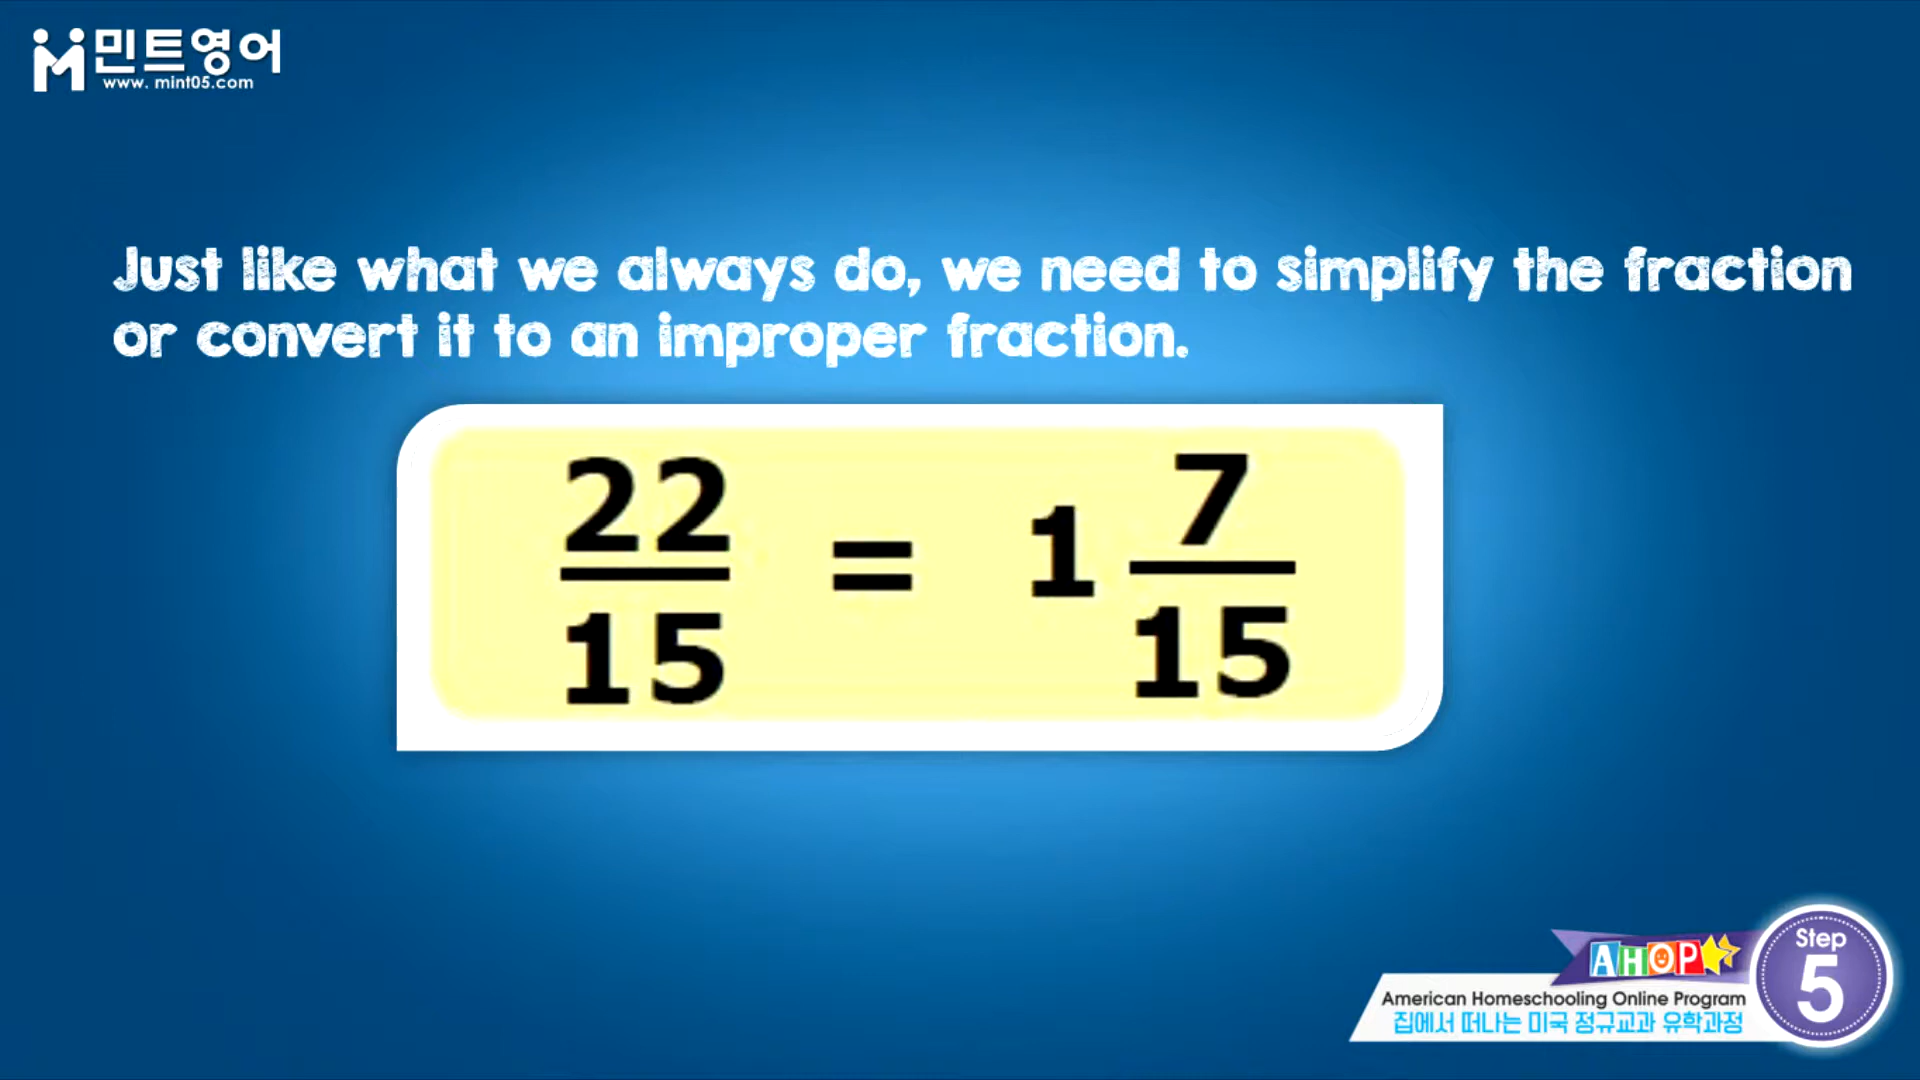 민트영어
www. mint05.com
Just like what we always do, we need to simplify the fraction
or convert it to an improper fraction.
22/15 = 1 7/15
AHOP
Step
5
American Homeschooling Online Program
집에서 떠나는 미국 정규교과 유학과정